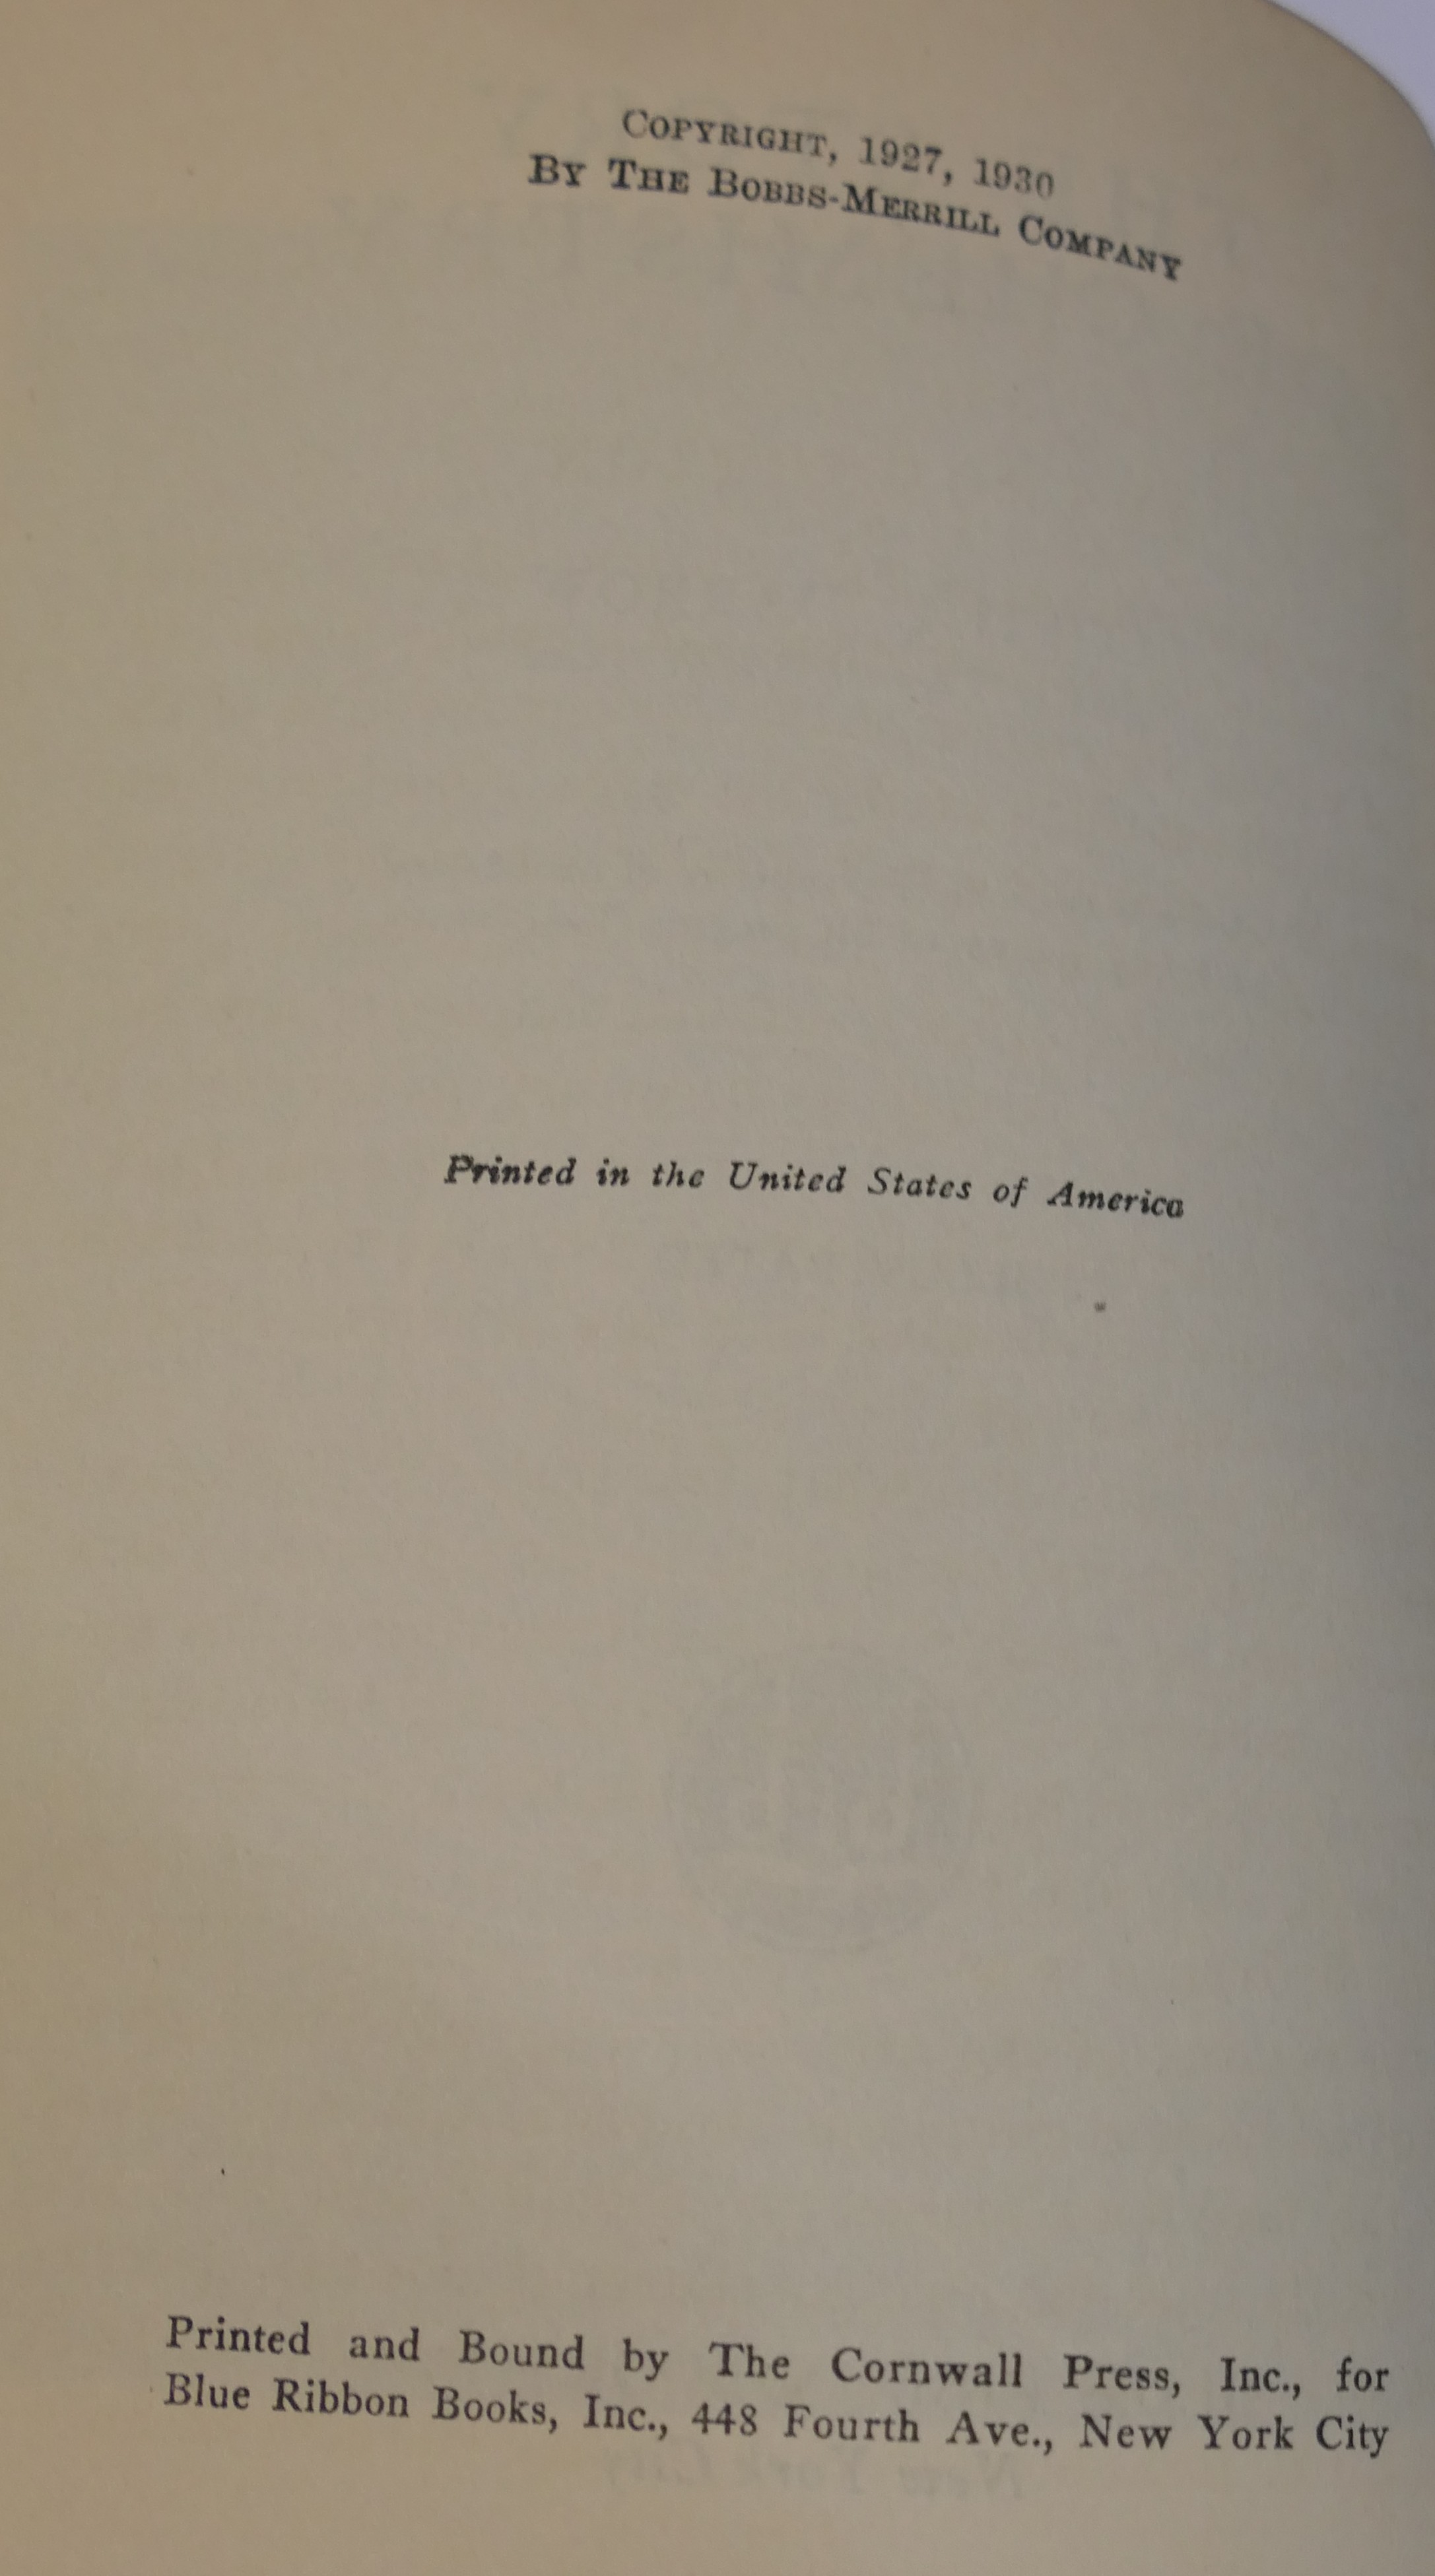 COPYRIGHT, 1927, 1930
BY THE BOBBS-MERRILL COMPANY
Printed in the United States of America
Printed and Bound by The Cornwall Press, Inc., for
Blue Ribbon Books, Inc., 448 Fourth Ave., New York City